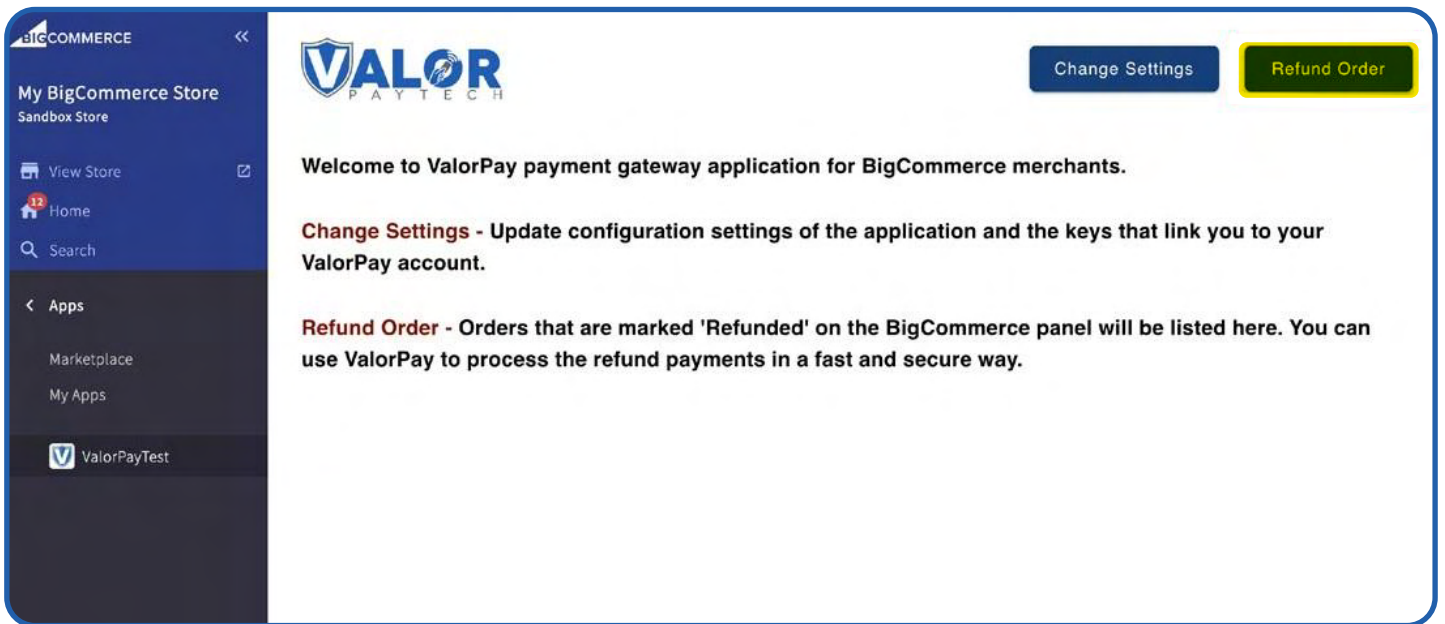 BIGCOMMERCE
My BigCommerce Store
Sandbox Store
View Store
12
Home
Search
Apps
Marketplace
My Apps
ValorPayTest
VALOR
PAYTECH
Change Settings
Refund Order
Welcome to ValorPay payment gateway application for BigCommerce merchants.
Change Settings - Update configuration settings of the application and the keys that link you to your
ValorPay account.
Refund Order - Orders that are marked 'Refunded' on the BigCommerce panel will be listed here. You can
use ValorPay to process the refund payments in a fast and secure way.